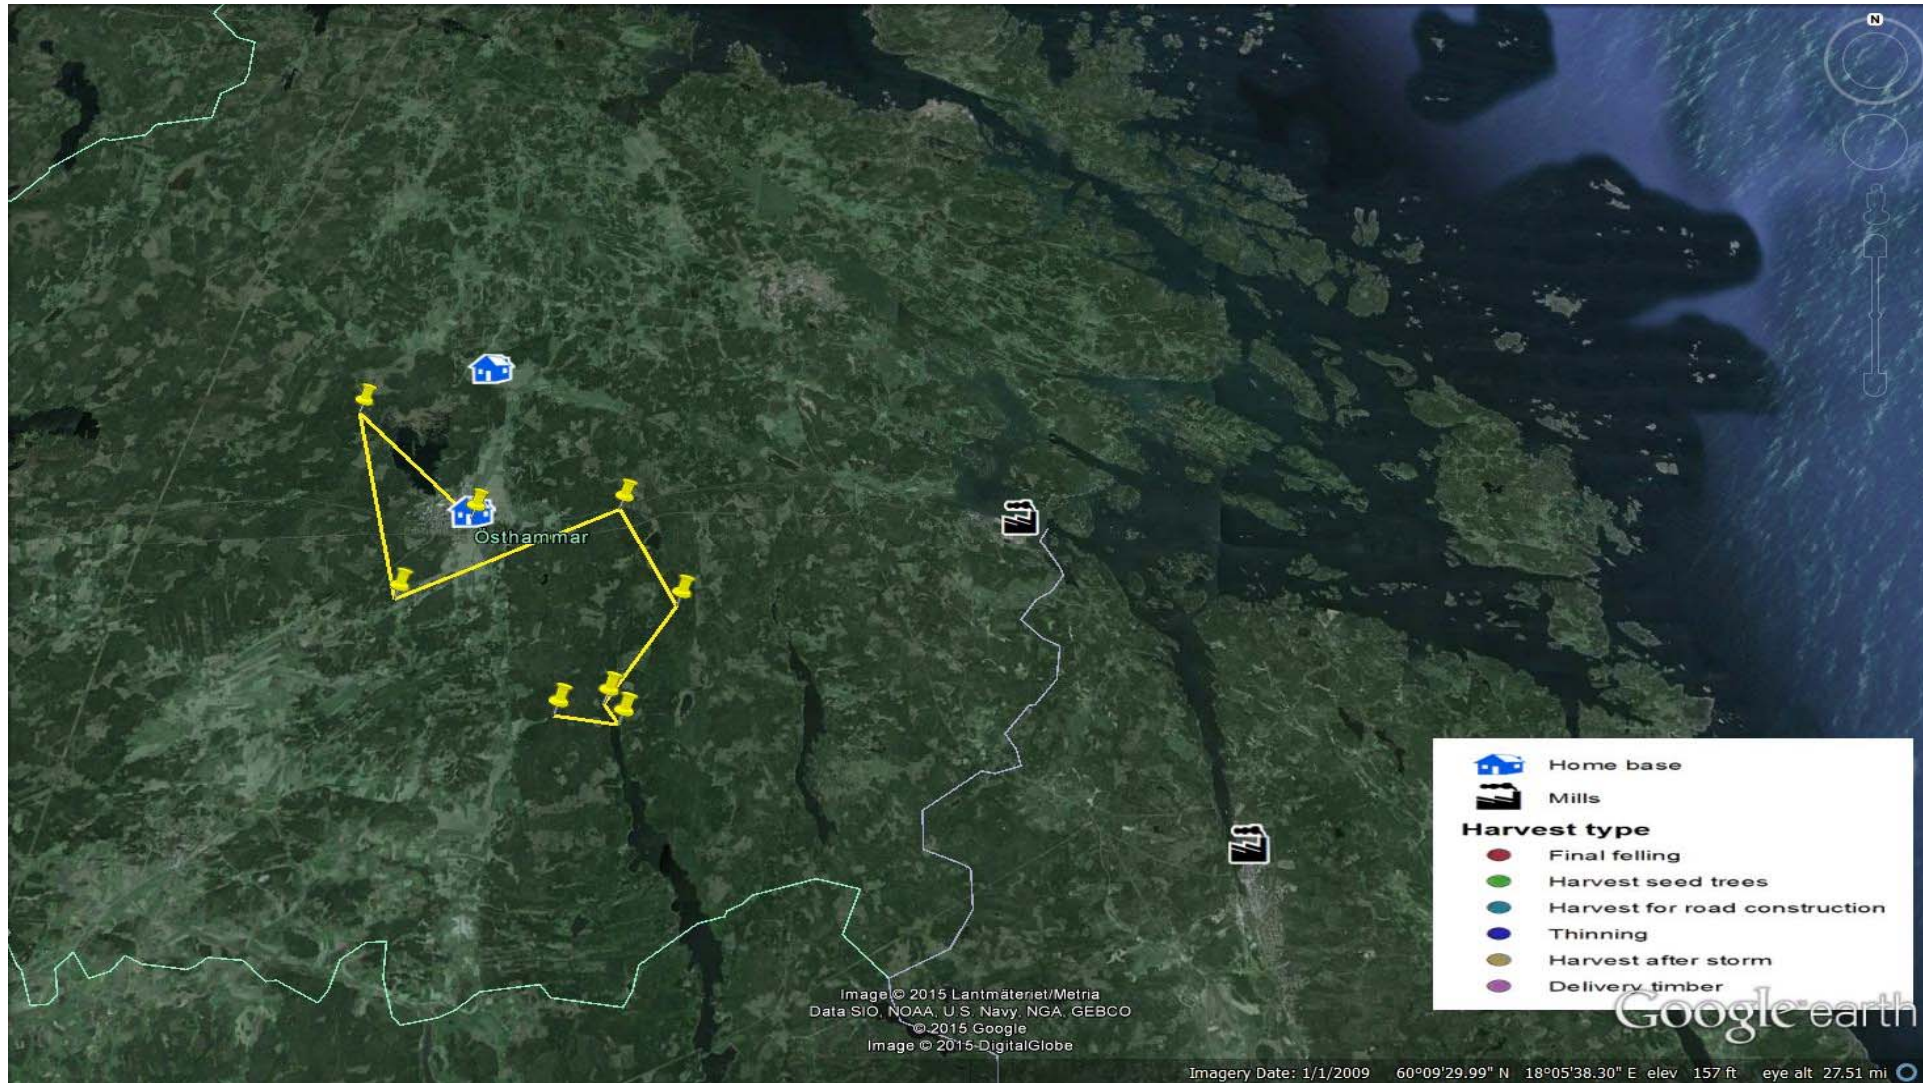 N
Östhammar
Home base
Mills
Harvest type
Final felling
Harvest seed trees
Harvest for road construction
Thinning
Harvest after storm
Delivery timber
Google earth
Image © 2015 Lantmäteriet/Metria
Data SIO, NOAA, U.S. Navy, NGA, GEBCO
© 2015 Google
Image © 2015 DigitalGlobe
Imagery Date: 1/1/2009 60°09'29.99" N 18°05'38.30" E elev 157 ft eye alt 27.51 mi